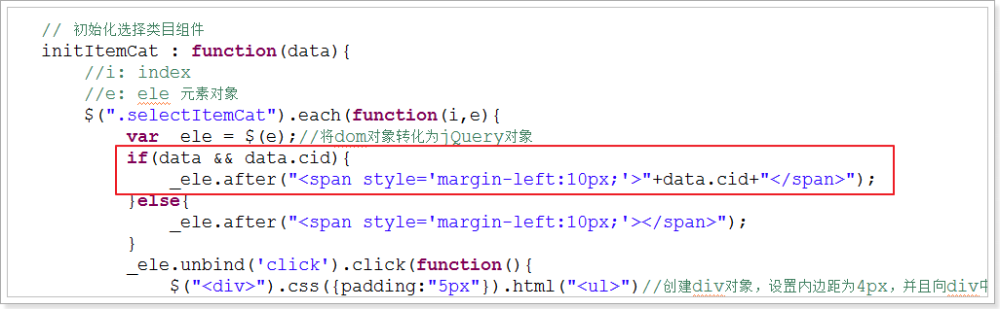 // 初始化选择类目组件
initItemCat : function(data){
//i: index
//e: ele 元素对象
$(".selectItemCat").each(function(i,e){
var _ele = $(e);//将dom对象转化为jQuery对象
if(data && data.cid){
_ele.after("<span style='margin-left:10px;'>"+data.cid+"</span>");
}else{
_ele.after("<span style='margin-left:10px;'></span>");
}
_ele.unbind('click').click(function(){
$("<div>").css({padding:"5px"}).html("<ul>")//创建div对象，设置内边距为4px，并且向div中